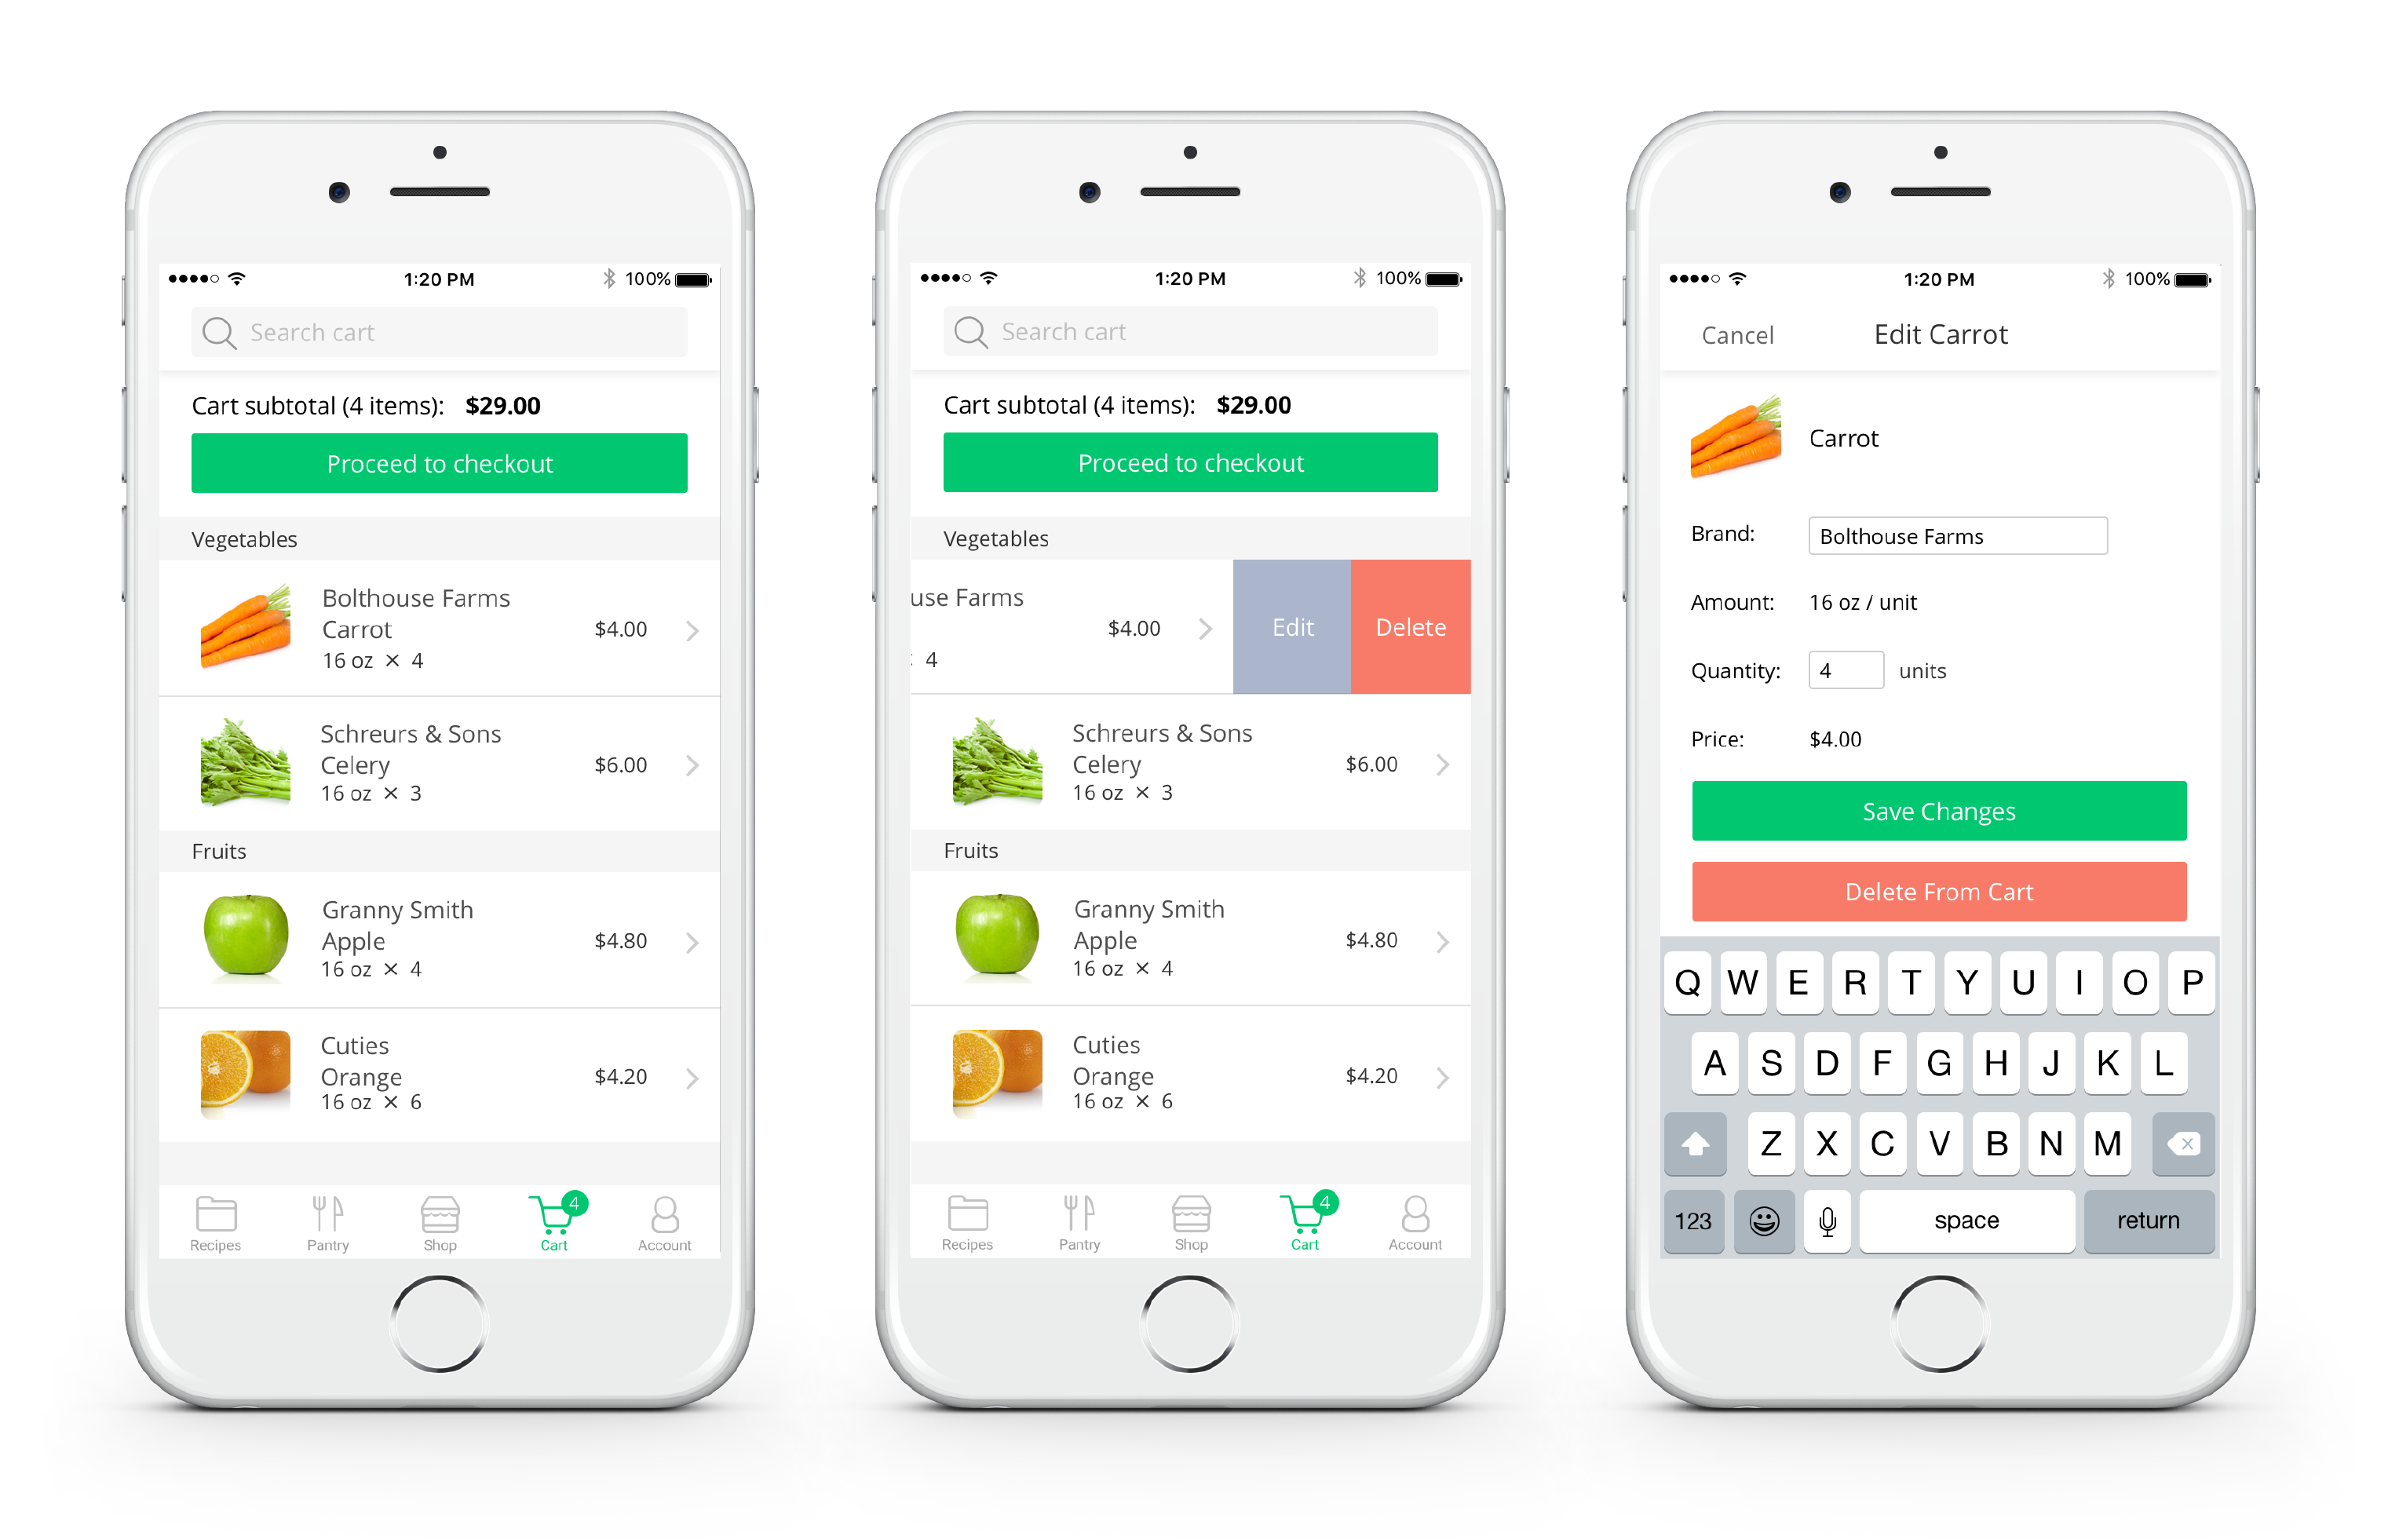 1:20 PM
100%
Search cart
Cart subtotal (4 items): $29.00
Proceed to checkout
Vegetables
Bolthouse Farms
Carrot
$4.00
16 oz × 4
Schreurs & Sons
Celery
$6.00
16 oz × 3
Fruits
Granny Smith
Apple
$4.80
16 oz × 4
Cuties
Orange
$4.20
16 oz × 6
4
Recipes
Pantry
Shop
Cart
Account
1:20 PM
100%
Search cart
Cart subtotal (4 items): $29.00
Proceed to checkout
Vegetables
use Farms
$4.00
Edit
Delete
4
Schreurs & Sons
Celery
$6.00
16 oz × 3
Fruits
Granny Smith
Apple
$4.80
16 oz × 4
Cuties
Orange
$4.20
16 oz × 6
4
Recipes
Pantry
Shop
Cart
Account
1:20 PM
100%
Cancel
Edit Carrot
Carrot
Brand: Bolthouse Farms
Amount: 16 oz / unit
Quantity: 4 units
Price: $4.00
Save Changes
Delete From Cart
Q W E R T Y U I O P
A S D F G H J K L
Z X C V B N M
123 space return